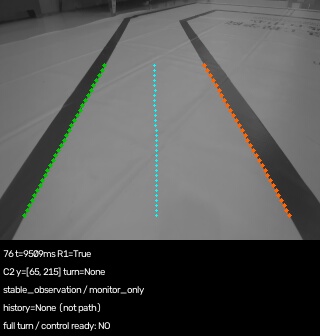 76 t=9509ms R1=True
C2 y=[65, 215] turn=None
stable_observation / monitor_only
history=None (not path)
full turn / control ready: NO